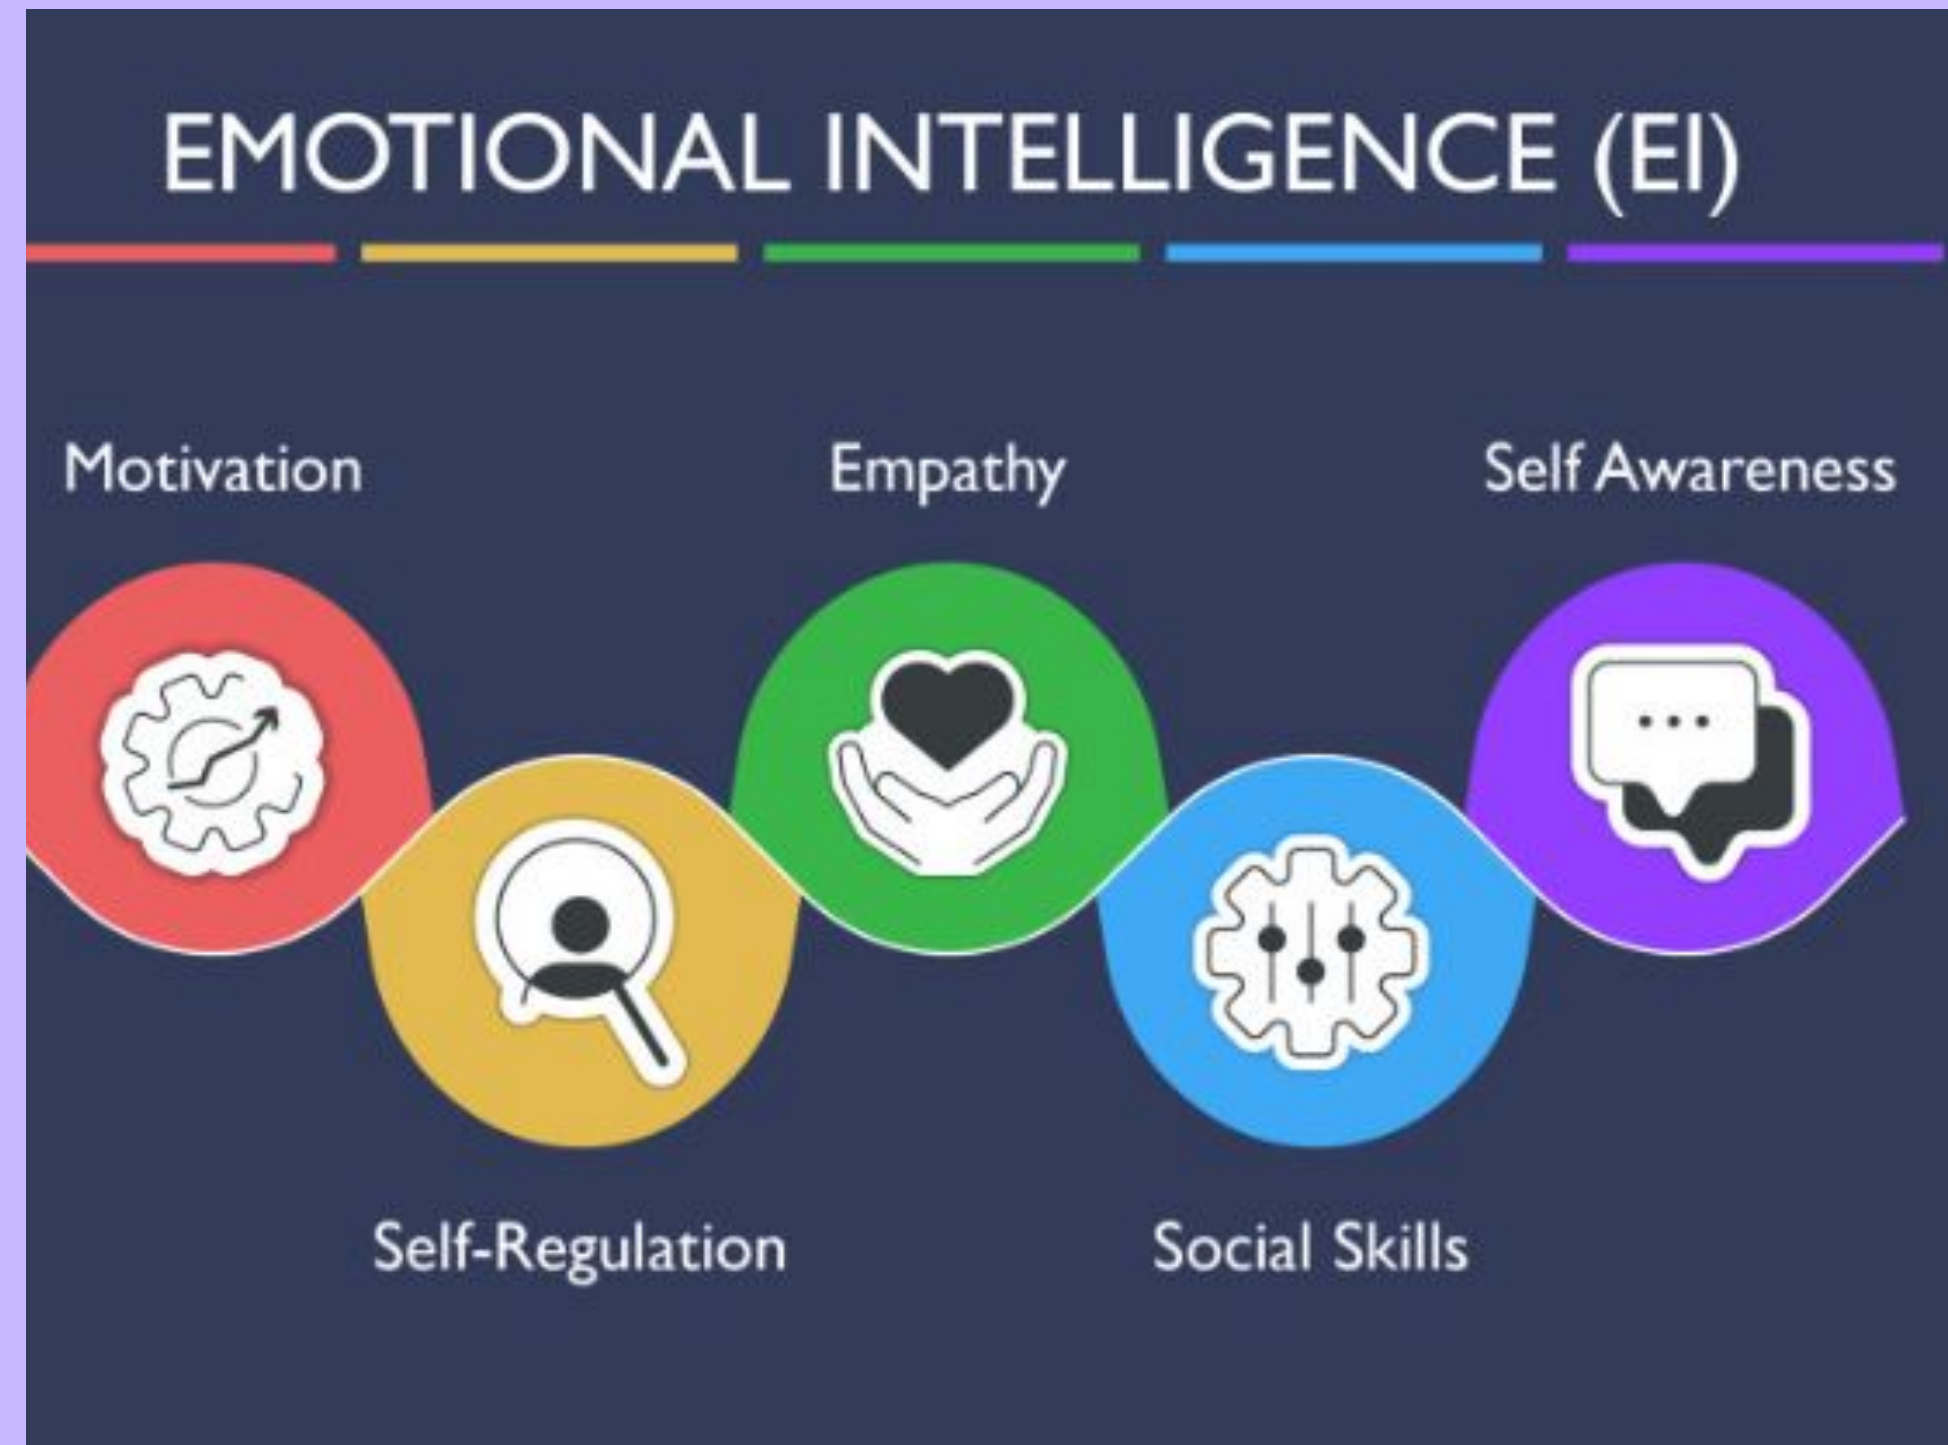 EMOTIONAL INTELLIGENCE (EI)
Motivation
Empathy
Self Awareness
Self-Regulation
Social Skills